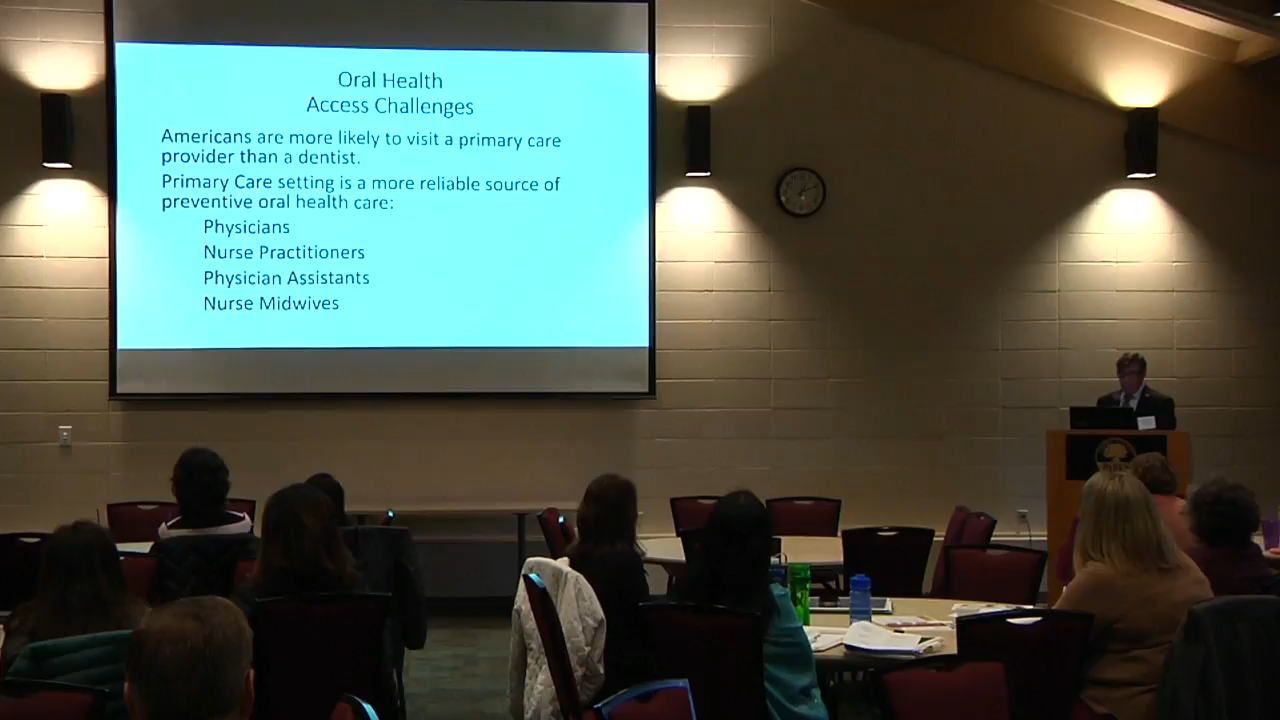 Oral Health
Access Challenges
Americans are more likely to visit a primary care
provider than a dentist.
Primary Care setting is a more reliable source of
preventive oral health care:
Physicians
Nurse Practitioners
Physician Assistants
Nurse Midwives